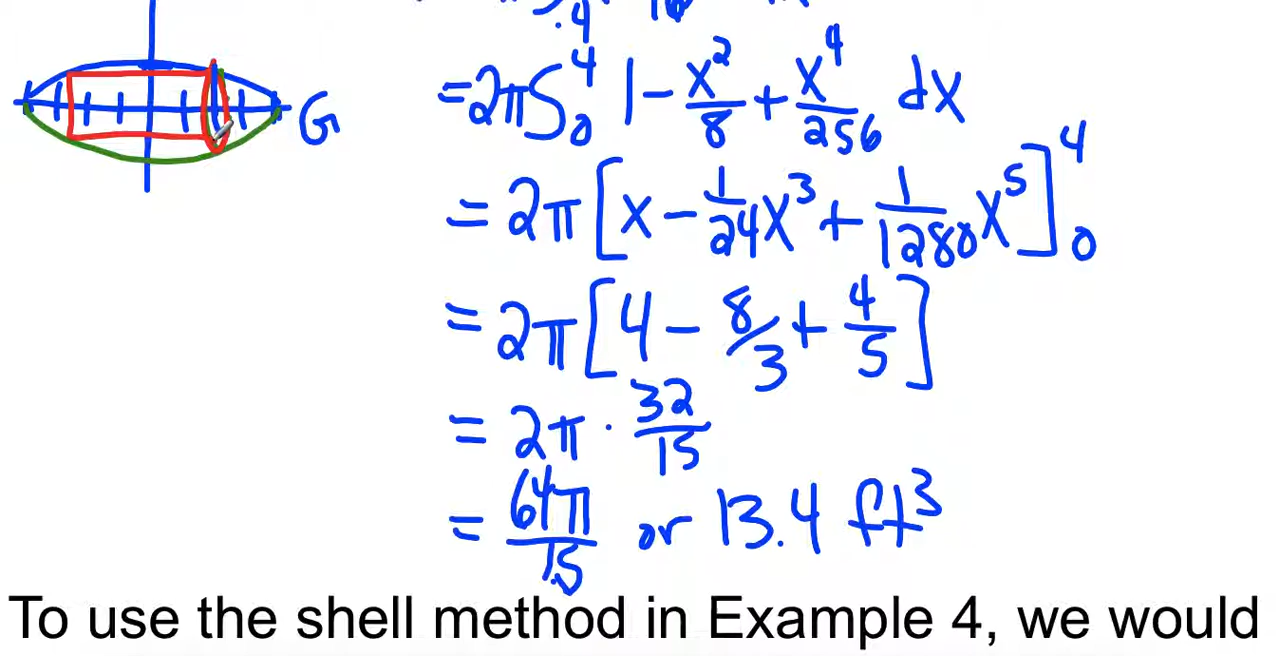 =2π∫₀⁴ 1 - x²/8 + x⁴/256 dx
G
= 2π[x - 1/24 x³ + 1/1280 x⁵]₀⁴
= 2π[4 - 8/3 + 4/5]
= 2π · 32/15
= 64π/15 or 13.4 ft³
To use the shell method in Example 4, we would